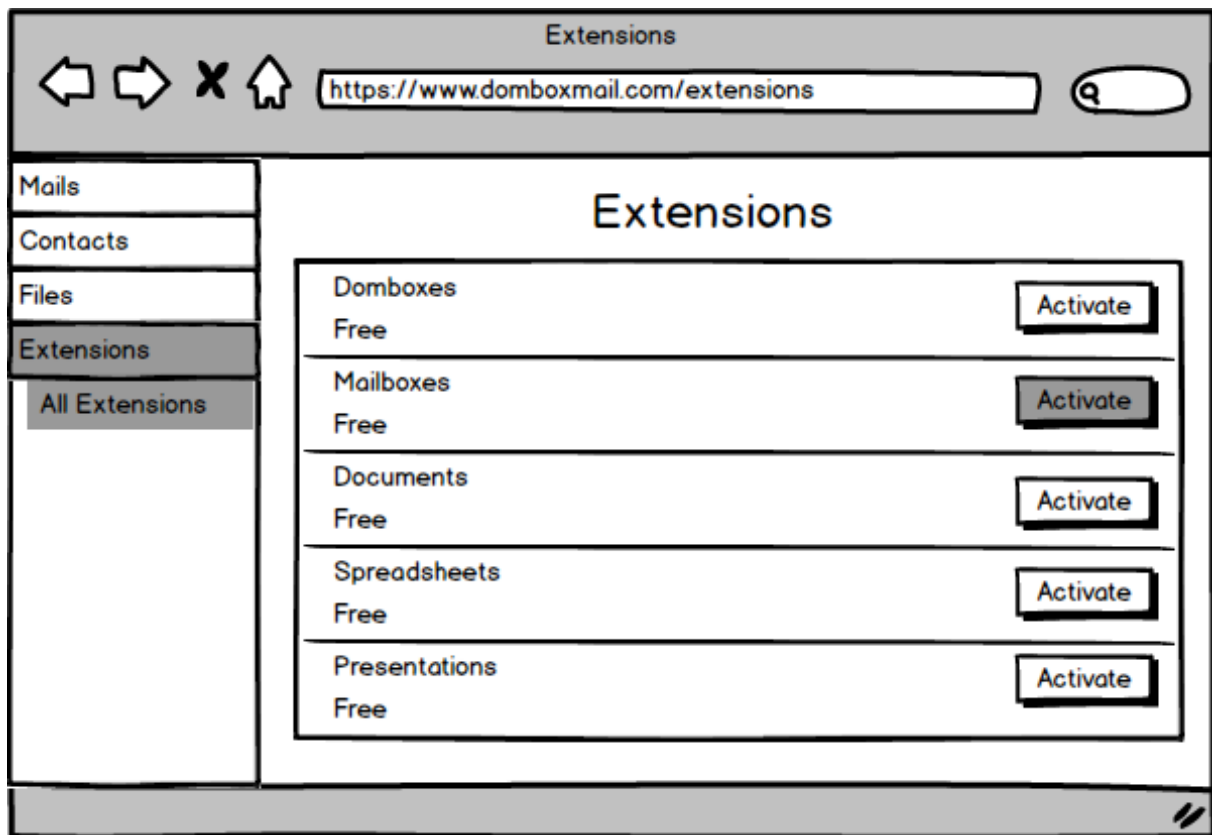 Extensions
https://www.domboxmail.com/extensions
Mails
Contacts
Files
Extensions
All Extensions
Extensions
Domboxes
Free
Activate
Mailboxes
Free
Activate
Documents
Free
Activate
Spreadsheets
Free
Activate
Presentations
Free
Activate